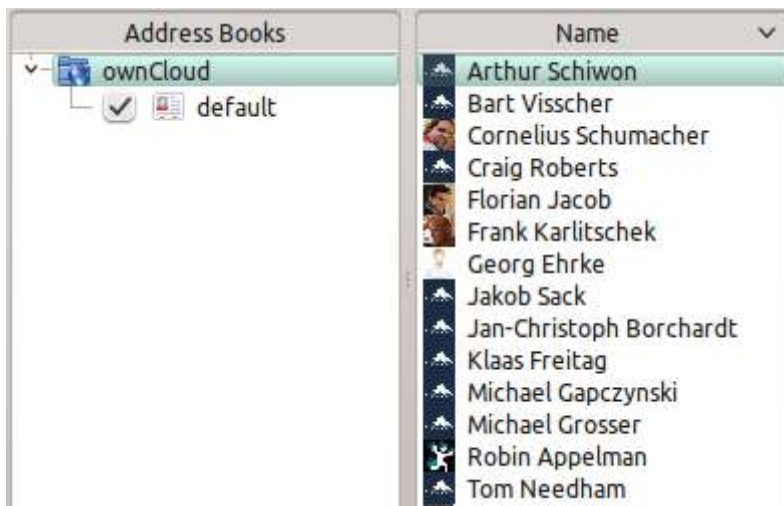 Address Books
ownCloud
default
Name
Arthur Schiwon
Bart Visscher
Cornelius Schumacher
Craig Roberts
Florian Jacob
Frank Karlitschek
Georg Ehrke
Jakob Sack
Jan-Christoph Borchardt
Klaas Freitag
Michael Gapczynski
Michael Grosser
Robin Appelman
Tom Needham